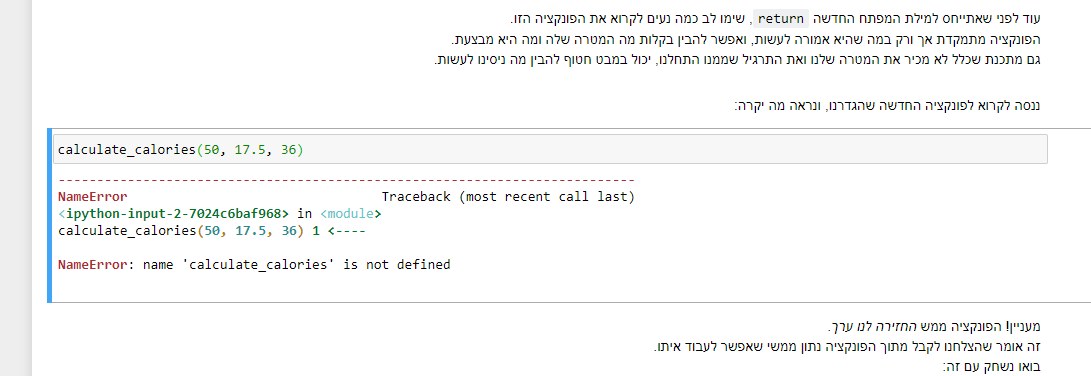 עוד לפני שאתייחס למילת המפתח החדשה return, שימו לב כמה נעים לקרוא את הפונקציה הזו.
הפונקציה מתמקדת אך ורק במה שהיא אמורה לעשות, ואפשר להבין בקלות מה המטרה שלה ומה היא מבצעת.
גם מתכנת שכלל לא מכיר את המטרה שלנו ואת התרגיל שממנו התחלנו, יכול במבט חטוף להבין מה ניסינו לעשות.
ננסה לקרוא לפונקציה החדשה שהגדרנו, ונראה מה יקרה:
calculate_calories(50, 17.5, 36)
---------------------------------------------------------------------------
NameError Traceback (most recent call last)
<ipython-input-2-7024c6baf968> in <module>
calculate_calories(50, 17.5, 36) 1 <----
NameError: name 'calculate_calories' is not defined
מעניין! הפונקציה ממש החזירה לנו ערך.
זה אומר שהצלחנו לקבל מתוך הפונקציה נתון ממשי שאפשר לעבוד איתו.
בואו נשחק עם זה: